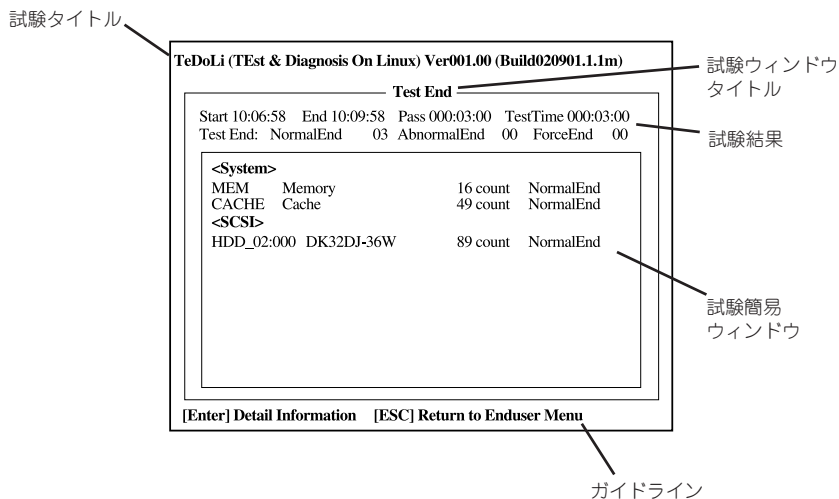 試験タイトル
TeDoLi (TEst & Diagnosis On Linux) Ver001.00 (Build020901.1.1m)
試験ウィンドウ
タイトル
Test End
Start 10:06:58 End 10:09:58 Pass 000:03:00 TestTime 000:03:00
Test End: NormalEnd 03 AbnormalEnd 00 ForceEnd 00
試験結果
<System>
MEM Memory 16 count NormalEnd
CACHE Cache 49 count NormalEnd
<SCSI>
HDD_02:000 DK32DJ-36W 89 count NormalEnd
試験簡易
ウィンドウ
[Enter] Detail Information [ESC] Return to Enduser Menu
ガイドライン